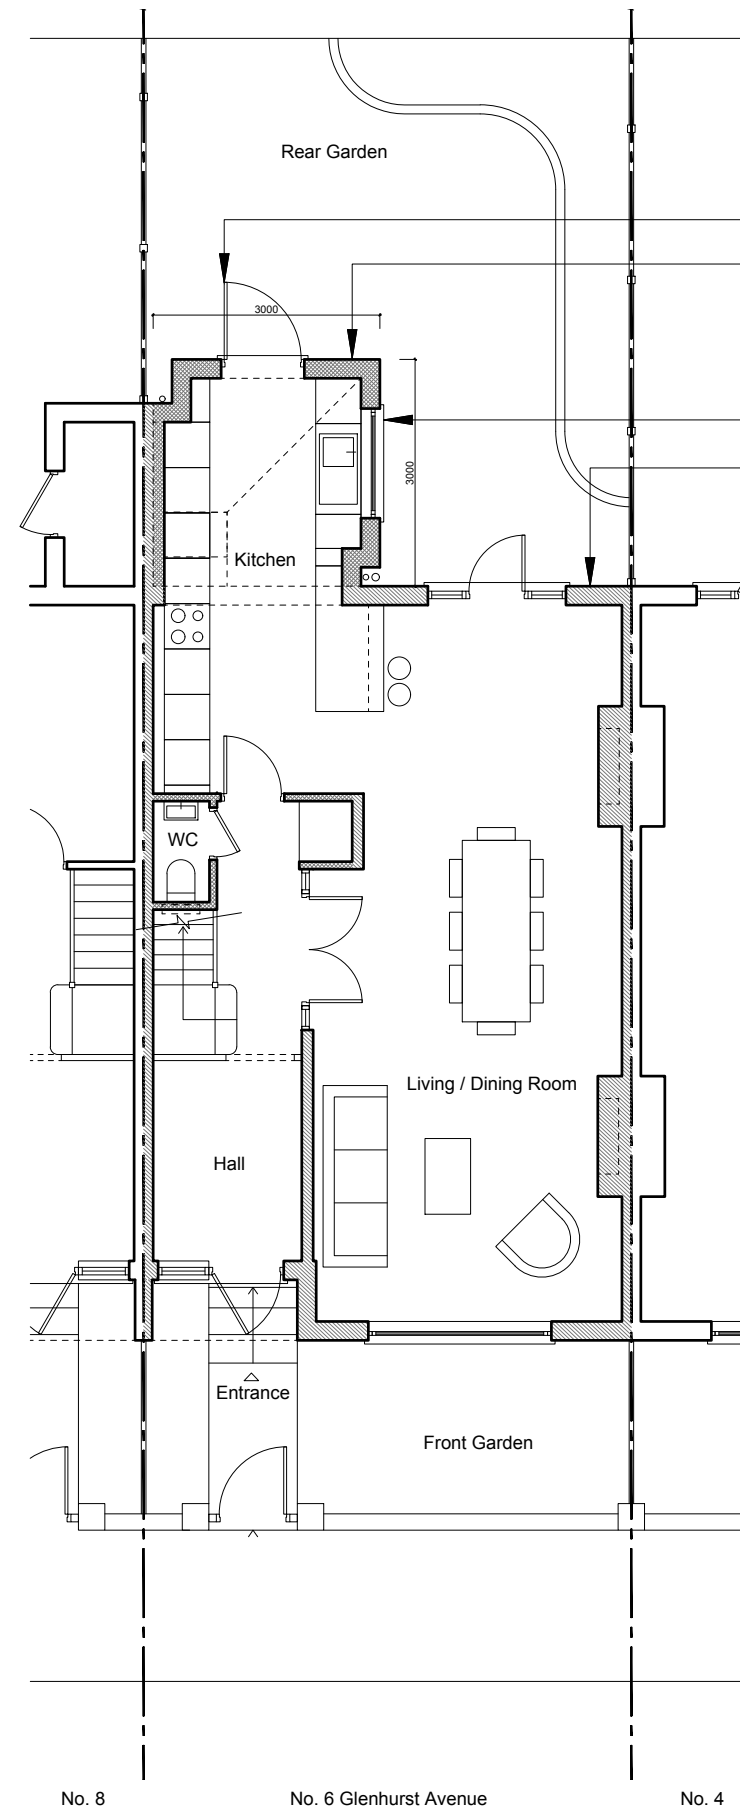 Rear Garden
3000
3000
Kitchen
WC
Living / Dining Room
Hall
Entrance
Front Garden
No. 8
No. 6 Glenhurst Avenue
No. 4